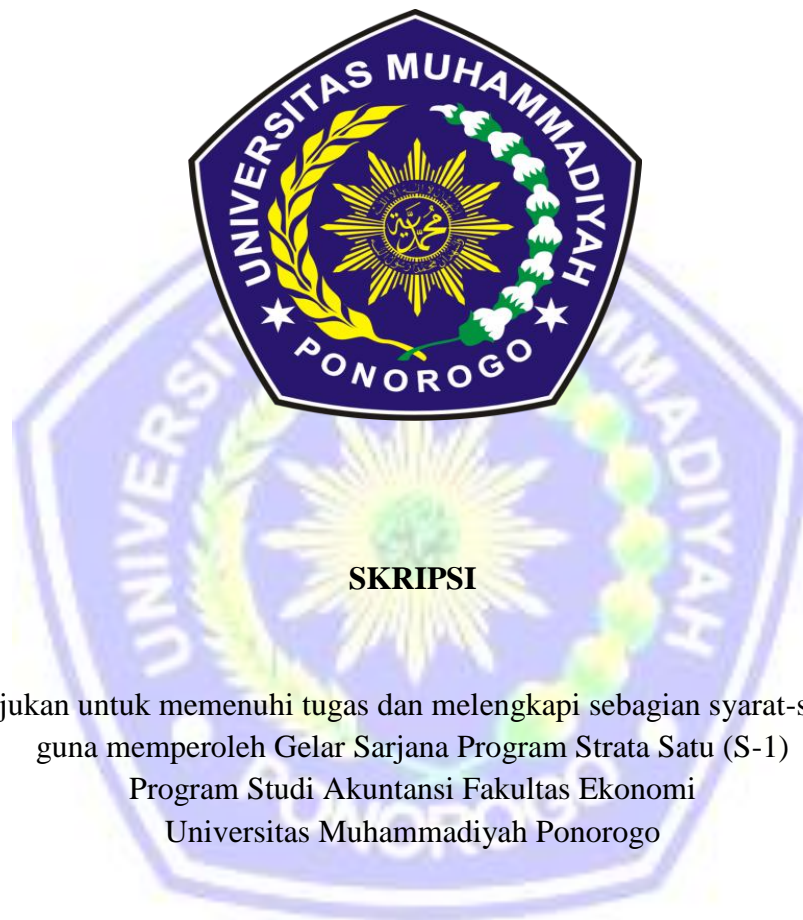 UNIVERSITAS MUHAMMADIYAH
PONOROGO
محمدية
SKRIPSI
jukan untuk memenuhi tugas dan melengkapi sebagian syarat-s
guna memperoleh Gelar Sarjana Program Strata Satu (S-1)
Program Studi Akuntansi Fakultas Ekonomi
Universitas Muhammadiyah Ponorogo